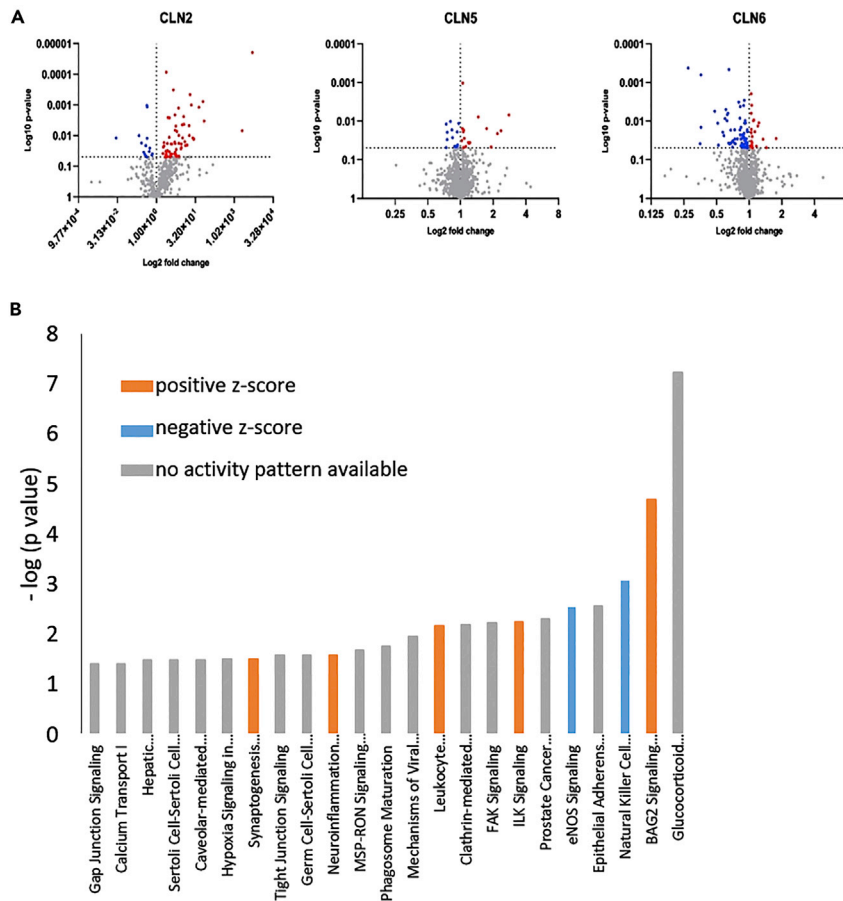 A
CLN2
CLN5
CLN6
Log10 p-value
0.00001
0.0001
0.001
0.01
0.1
1
9.77×10⁻⁴
3.13×10⁻²
1.00×10⁰
3.20×10¹
1.02×10³
3.28×10⁴
Log2 fold change
Log10 p-value
0.0001
0.001
0.01
0.1
1
0.25
0.5
1
2
4
8
Log2 fold change
Log10 p-value
0.0001
0.001
0.01
0.1
1
0.125
0.25
0.5
1
2
4
Log2 fold change
B
- log (p value)
8
7
6
5
4
3
2
1
0
positive z-score
negative z-score
no activity pattern available
Gap Junction Signaling
Calcium Transport I
Hepatic...
Sertoli Cell-Sertoli Cell...
Caveolar-mediated...
Hypoxia Signaling in...
Synaptogenesis...
Tight Junction Signaling
Germ Cell-Sertoli Cell...
Neuroinflammation...
MSP-RON Signaling...
Phagosome Maturation
Mechanisms of Viral...
Leukocyte...
Clathrin-mediated...
FAK Signaling
ILK Signaling
Prostate Cancer...
eNOS Signaling
Epithelial Adherens...
Natural Killer Cell...
BAG2 Signaling...
Glucocorticoid...